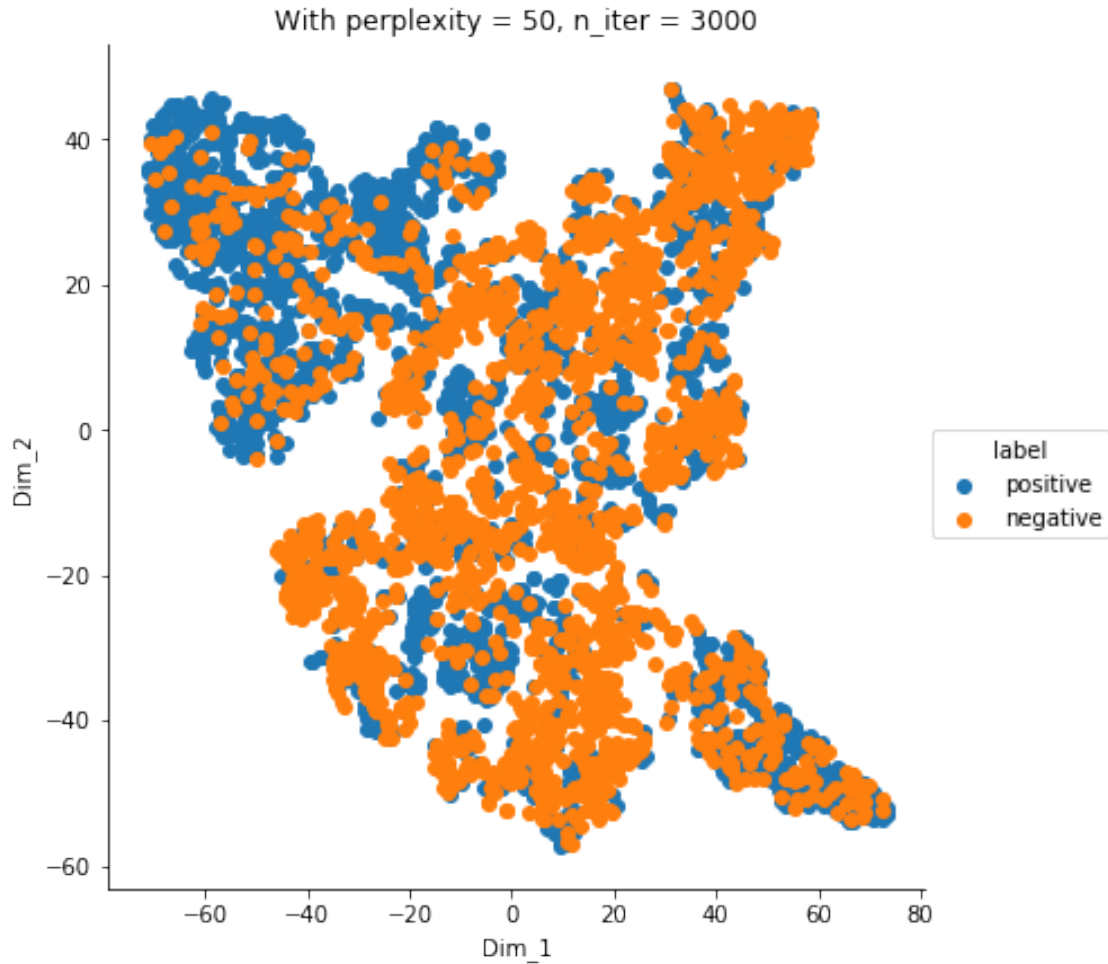 With perplexity = 50, n_iter = 3000
40
20
0
−20
−40
−60
Dim_2
−60 −40 −20 0 20 40 60 80
Dim_1
label
positive
negative